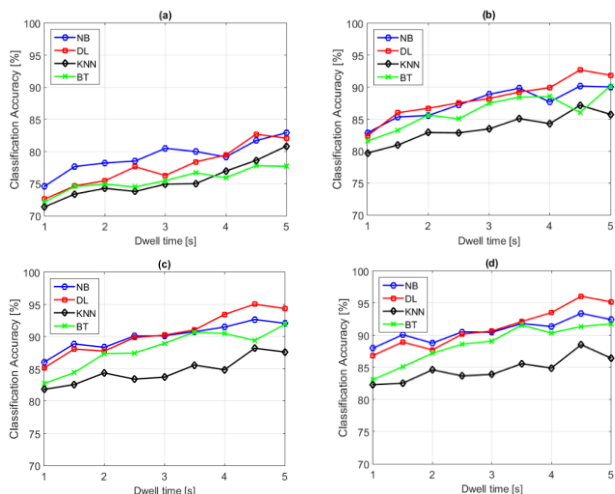 (a)
Classification Accuracy [%]
100
95
90
85
80
75
70
NB
DL
KNN
BT
1 2 3 4 5
Dwell time [s]
(b)
Classification Accuracy [%]
100
95
90
85
80
75
70
NB
DL
KNN
BT
1 2 3 4 5
Dwell time [s]
(c)
Classification Accuracy [%]
100
95
90
85
80
75
70
NB
DL
KNN
BT
1 2 3 4 5
Dwell time [s]
(d)
Classification Accuracy [%]
100
95
90
85
80
75
70
NB
DL
KNN
BT
1 2 3 4 5
Dwell time [s]